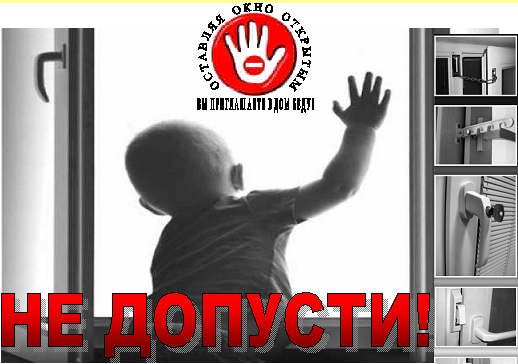 ОСТАВЛЯЯ ОКНО ОТКРЫТЫМ
ВЫ ПРИГЛАШАЕТЕ В ДОМ БЕДУ!
НЕ ДОПУСТИ!